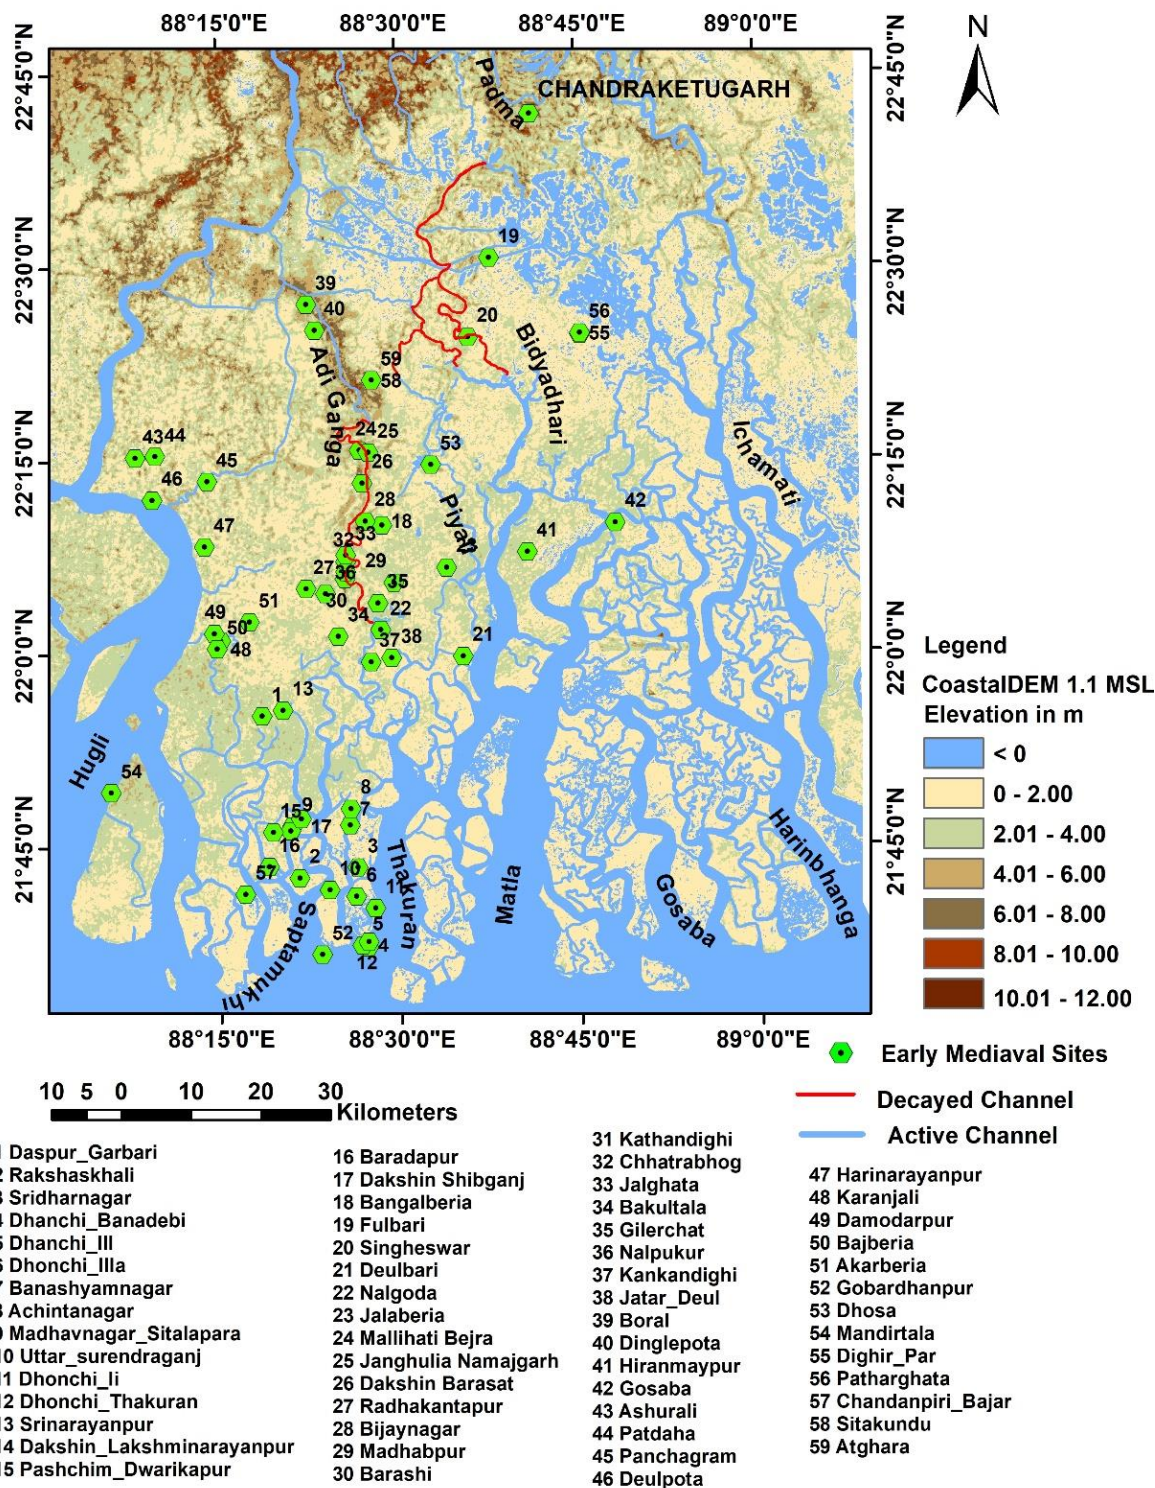 88°15'0"E 88°30'0"E 88°45'0"E 89°0'0"E
N
22°45'0"N
22°45'0"N
Padma
CHANDRAKETUGARH
19
22°30'0"N
22°30'0"N
39
40
20
56
55
Bidyadhari
Adi Ganga
59
58
Ichamati
22°15'0"N
22°15'0"N
43 44
45
46
24 25
26
53
28
Piyali
42
47
18
33
32
41
29
27
36
35
30
22
51
49
50
34
48
37 38
21
22°0'0"N
22°0'0"N
Legend
CoastalDEM 1.1 MSL
Elevation in m
< 0
0 - 2.00
2.01 - 4.00
4.01 - 6.00
6.01 - 8.00
8.01 - 10.00
10.01 - 12.00
1 13
Hugli
54
8
7
9
15
17
16
3
2
10
6
57
11
5
52
4
12
21°45'0"N
21°45'0"N
Saptamukhi
Thakuran
Matla
Gosaba
Harinbhanga
88°15'0"E 88°30'0"E 88°45'0"E 89°0'0"E
Early Mediaval Sites
Decayed Channel
Active Channel
10 5 0 10 20 30
Kilometers
1 Daspur_Garbari
2 Rakshaskhali
3 Sridharnagar
4 Dhanchi_Banadebi
5 Dhanchi_III
6 Dhonchi_IIIa
7 Banashyamnagar
8 Achintanagar
9 Madhavnagar_Sitalapara
10 Uttar_surendraganj
11 Dhonchi_Ii
12 Dhonchi_Thakuran
13 Srinarayanpur
14 Dakshin_Lakshminarayanpur
15 Pashchim_Dwarikapur
16 Baradapur
17 Dakshin Shibganj
18 Bangalberia
19 Fulbari
20 Singheswar
21 Deulbari
22 Nalgoda
23 Jalaberia
24 Mallihati Bejra
25 Janghulia Namajgarh
26 Dakshin Barasat
27 Radhakantapur
28 Bijaynagar
29 Madhabpur
30 Barashi
31 Kathandighi
32 Chhatrabhog
33 Jalghata
34 Bakultala
35 Gilerchat
36 Nalpukur
37 Kankandighi
38 Jatar_Deul
39 Boral
40 Dinglepota
41 Hiranmaypur
42 Gosaba
43 Ashurali
44 Patdaha
45 Panchagram
46 Deulpota
47 Harinarayanpur
48 Karanjali
49 Damodarpur
50 Bajberia
51 Akarberia
52 Gobardhanpur
53 Dhosa
54 Mandirtala
55 Dighir_Par
56 Patharghata
57 Chandanpiri_Bajar
58 Sitakundu
59 Atghara